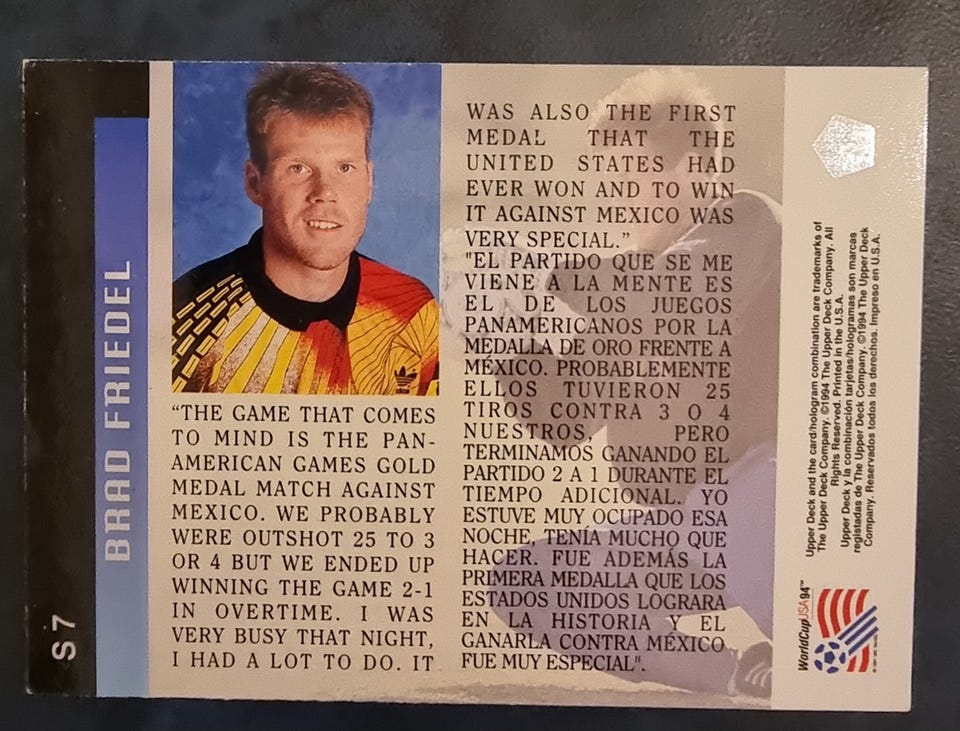 S7
BRAD FRIEDEL
“THE GAME THAT COMES
TO MIND IS THE PAN-
AMERICAN GAMES GOLD
MEDAL MATCH AGAINST
MEXICO. WE PROBABLY
WERE OUTSHOT 25 TO 3
OR 4 BUT WE ENDED UP
WINNING THE GAME 2-1
IN OVERTIME. I WAS
VERY BUSY THAT NIGHT,
I HAD A LOT TO DO. IT
WAS ALSO THE FIRST
MEDAL THAT THE
UNITED STATES HAD
EVER WON AND TO WIN
IT AGAINST MEXICO WAS
VERY SPECIAL.”
"EL PARTIDO QUE SE ME
VIENE A LA MENTE ES
EL DE LOS JUEGOS
PANAMERICANOS POR LA
MEDALLA DE ORO FRENTE A
MÉXICO. PROBABLEMENTE
ELLOS TUVIERON 25
TIROS CONTRA 3 O 4
NUESTROS, PERO
TERMINAMOS GANANDO EL
PARTIDO 2 A 1 DURANTE EL
TIEMPO ADICIONAL. YO
ESTUVE MUY OCUPADO ESA
NOCHE, TENÍA MUCHO QUE
HACER. FUE ADEMÁS LA
PRIMERA MEDALLA QUE LOS
ESTADOS UNIDOS LOGRARA
EN LA HISTORIA Y EL
GANARLA CONTRA MÉXICO
FUE MUY ESPECIAL".
Upper Deck and the card/hologram combination are trademarks of
The Upper Deck Company. ©1994 The Upper Deck Company. All
Rights Reserved. Printed in the U.S.A.
Upper Deck y la combinación tarjetas/hologramas son marcas
registadas de The Upper Deck Company. ©1994 The Upper Deck
Company. Reservados todos los derechos. Impreso en U.S.A.
WorldCupUSA94™